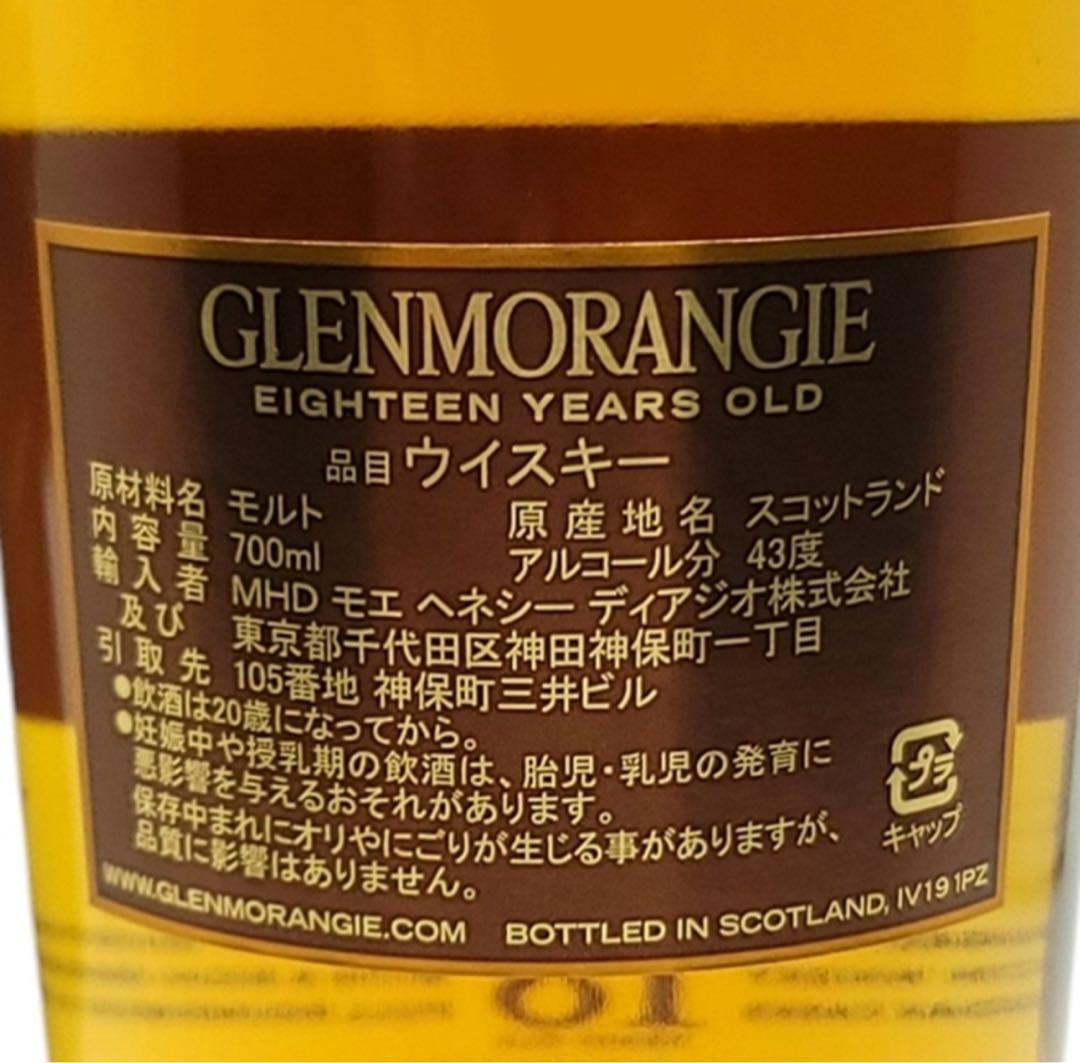 GLENMORANGIE
EIGHTEEN YEARS OLD
品目 ウイスキー
原材料名 モルト 原産地名 スコットランド
内容量 700ml アルコール分 43度
輸入者 MHD モエ ヘネシー ディアジオ株式会社
及び 東京都千代田区神田神保町一丁目
引取先 105番地 神保町三井ビル
●飲酒は20歳になってから。
●妊娠中や授乳期の飲酒は、胎児・乳児の発育に
悪影響を与えるおそれがあります。
保存中まれにオリやにごりが生じる事がありますが、
品質に影響はありません。
プラ
キャップ
WWW.GLENMORANGIE.COM BOTTLED IN SCOTLAND, IV19 1PZ